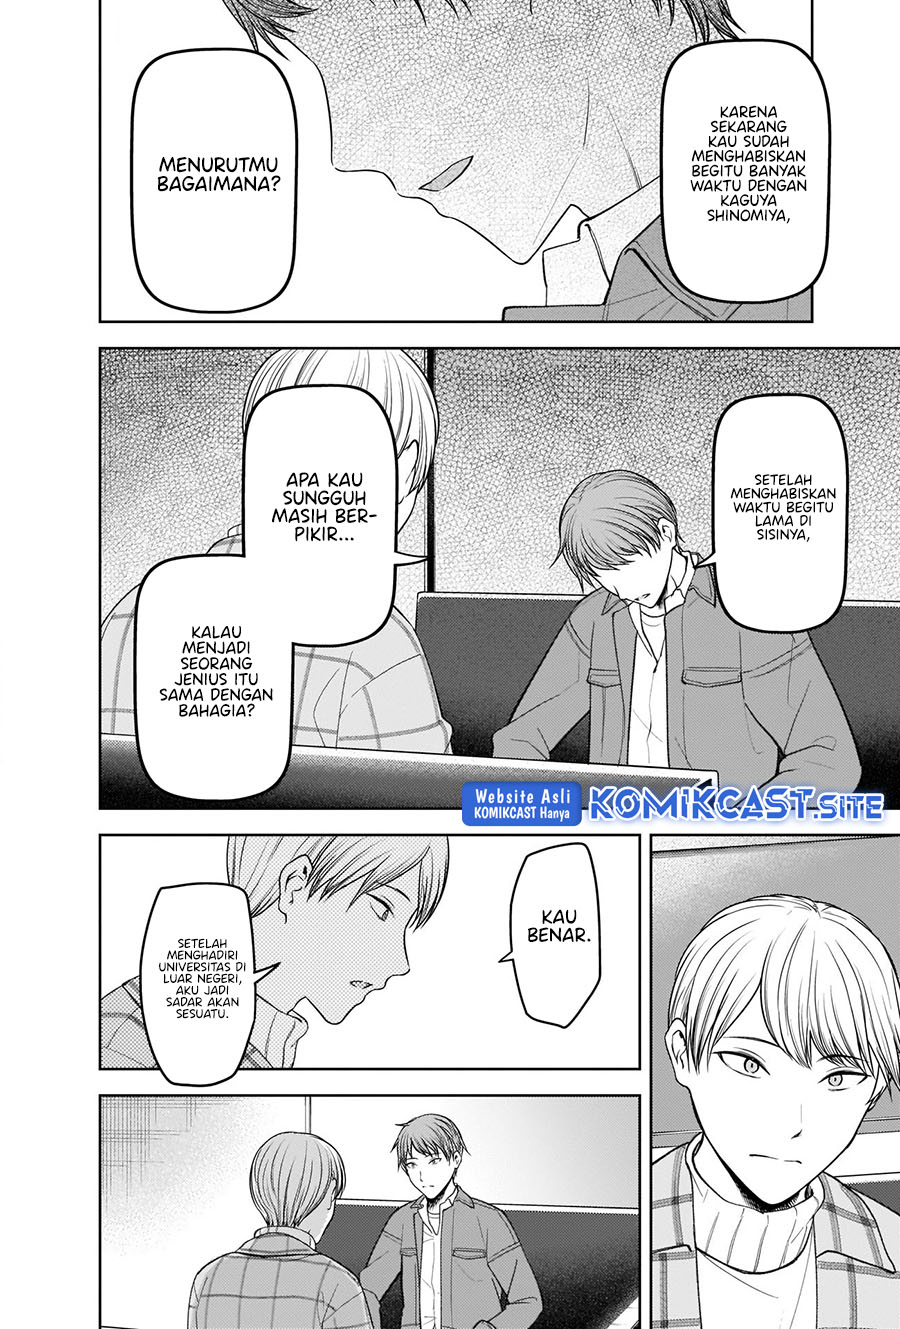 KARENA
SEKARANG
KAU SUDAH
MENGHABISKAN
BEGITU BANYAK
WAKTU DENGAN
KAGUYA
SHINOMIYA,
MENURUTMU
BAGAIMANA?
SETELAH
MENGHABISKAN
WAKTU BEGITU
LAMA DI
SISINYA,
APA KAU
SUNGGUH
MASIH BER-
PIKIR...
KALAU
MENJADI
SEORANG
JENIUS ITU
SAMA DENGAN
BAHAGIA?
Website Asli
KOMIKCAST Hanya
KOMIKCAST.SITE
KAU
BENAR.
SETELAH
MENGHADIRI
UNIVERSITAS DI
LUAR NEGERI,
AKU JADI
SADAR AKAN
SESUATU.